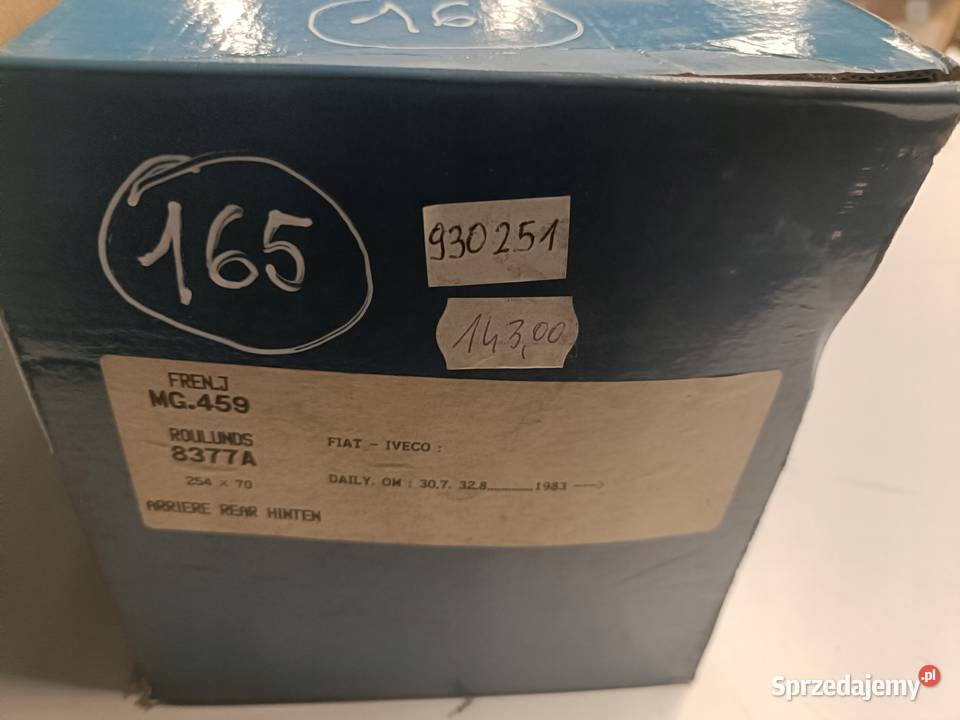 16
165
930251
143,00
FREN.J
MG.459
ROULUNDS
8377A
254 x 70
ARRIERE REAR HINTEN
FIAT - IVECO :
DAILY. OM : 30.7. 32.8..........1983 --->
Sprzedajemy.pl